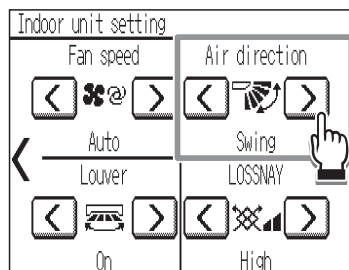 Indoor unit setting
Fan speed
Air direction
Auto
Swing
Louver
LOSSNAY
On
High